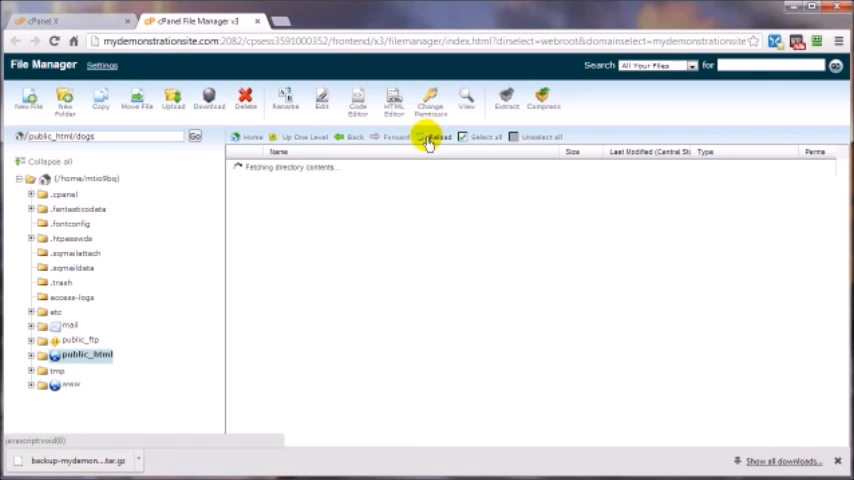 cP cPanel X
cP cPanel File Manager v3
mydemonstrationsite.com:2082/cpsess3591000352/frontend/x3/filemanager/index.html?dirselect=webroot&domainselect=mydemonstrationsite
File Manager Settings
Search All Your Files for GO
New File New Folder Copy Move File Upload Download Delete Rename Edit Code Editor HTML Editor Change Permissions View Extract Compress
/public_html/dogs GO
Home Up One Level Back Forward Reload Select all Unselect all
Collapse all
Name Size Last Modified (Central St Type Perms
Fetching directory contents...
(/home/mtio9bq)
.cpanel
.fantasticodata
.fontconfig
.htpasswds
.sqmailattach
.sqmaildata
.trash
access-logs
etc
mail
public_ftp
public_html
tmp
www
javascript:void(0)
backup-mydemon....tar.gz
Show all downloads...